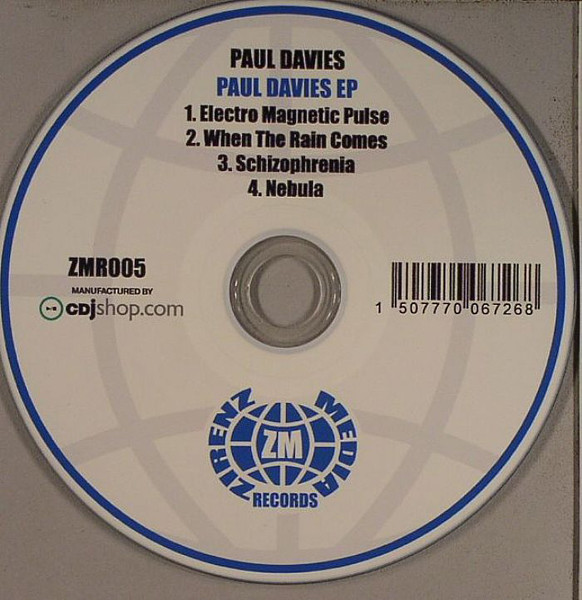 PAUL DAVIES
PAUL DAVIES EP
1. Electro Magnetic Pulse
2. When The Rain Comes
3. Schizophrenia
4. Nebula
ZMR005
MANUFACTURED BY
CDjshop.com
1 507770 067268
ZIRENZ MEDIA
ZM
RECORDS